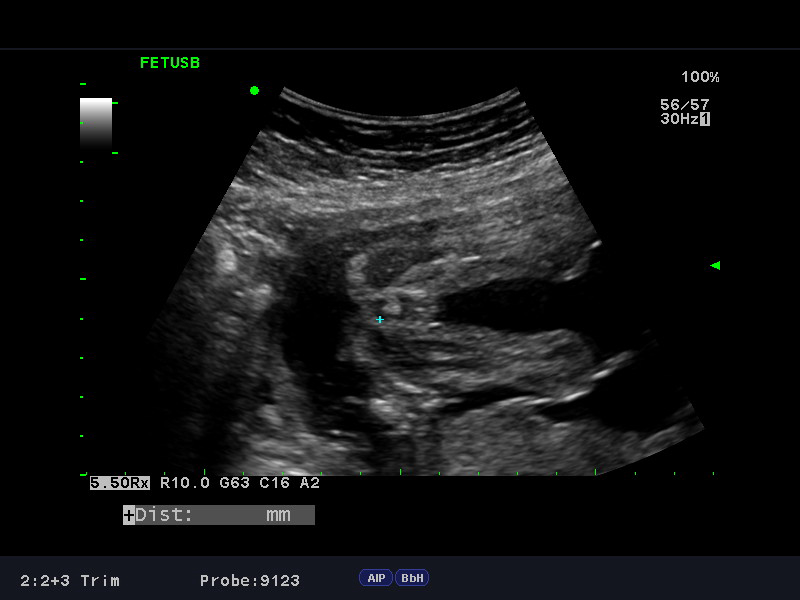 FETUSB
100%
56/57
30Hz1
5.50Rx R10.0 G63 C16 A2
+Dist: mm
2:2+3 Trim Probe:9123 AIP BbH